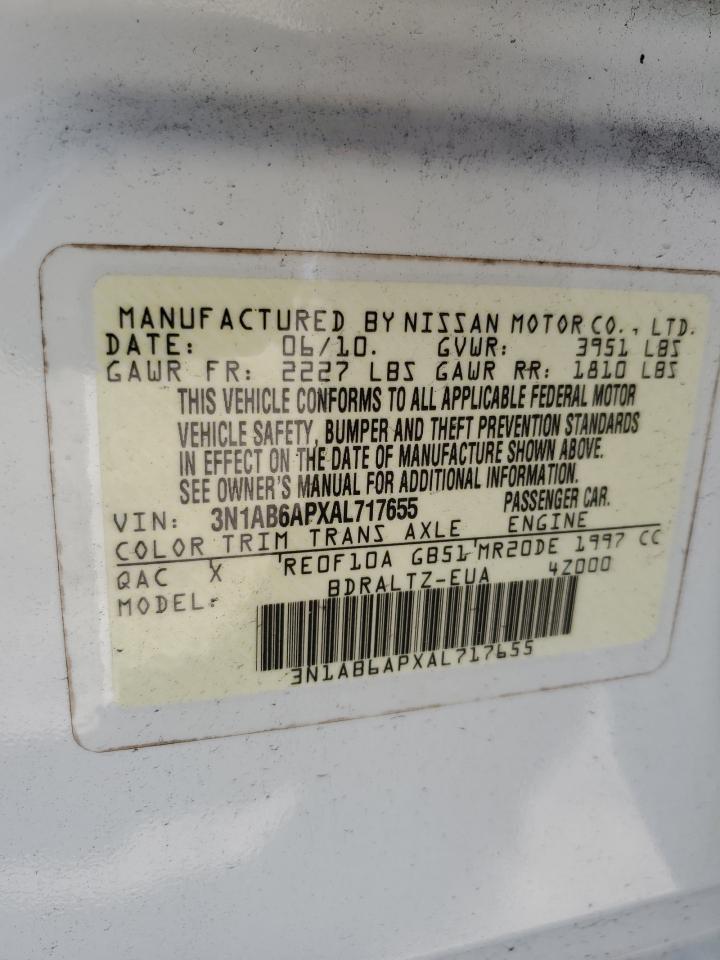 MANUFACTURED BY NISSAN MOTOR CO., LTD.
DATE: 06/10. GVWR: 3951 LBS
GAWR FR: 2227 LBS GAWR RR: 1810 LBS
THIS VEHICLE CONFORMS TO ALL APPLICABLE FEDERAL MOTOR
VEHICLE SAFETY, BUMPER AND THEFT PREVENTION STANDARDS
IN EFFECT ON THE DATE OF MANUFACTURE SHOWN ABOVE.
SEE OWNER'S MANUAL FOR ADDITIONAL INFORMATION.
VIN: 3N1AB6APXAL717655 PASSENGER CAR.
COLOR TRIM TRANS AXLE ENGINE
QAC X RE0F10A GB51 MR20DE 1997 CC
MODEL: BDRALTZ-EUA 4Z000
3N1AB6APXAL717655